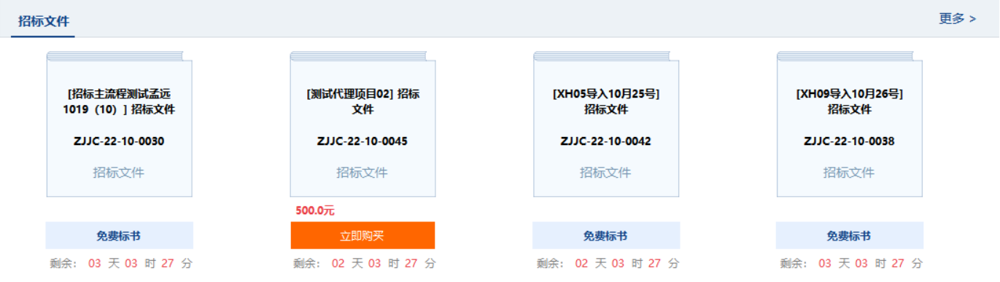 招标文件
更多 >
[招标主流程测试孟远
1019（10）] 招标文件
ZJJC-22-10-0030
招标文件
免费标书
剩余： 03 天 03 时 27 分
[测试代理项目02] 招标
文件
ZJJC-22-10-0045
招标文件
500.0元
立即购买
剩余： 02 天 03 时 27 分
[XH05导入10月25号]
招标文件
ZJJC-22-10-0042
招标文件
免费标书
剩余： 02 天 03 时 27 分
[XH09导入10月26号]
招标文件
ZJJC-22-10-0038
招标文件
免费标书
剩余： 03 天 03 时 27 分